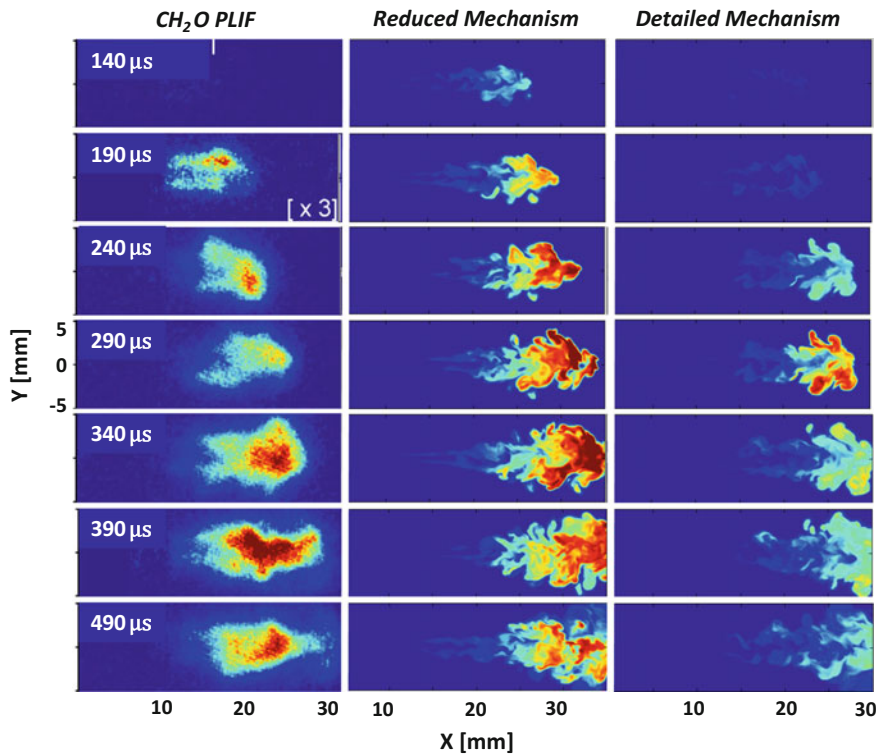 CH₂O PLIF Reduced Mechanism Detailed Mechanism
140 µs
190 µs
[ x 3]
240 µs
290 µs
340 µs
390 µs
490 µs
Y [mm]
5
0
-5
10 20 30 10 20 30 10 20 30
X [mm]